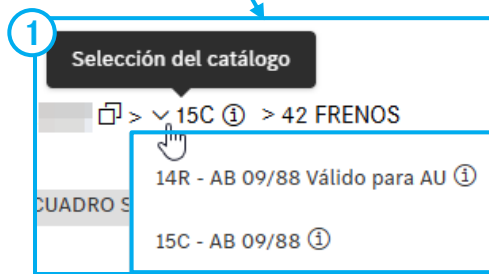 1
Selección del catálogo
> 15C ⓘ > 42 FRENOS
14R - AB 09/88 Válido para AU ⓘ
CUADRO S
15C - AB 09/88 ⓘ